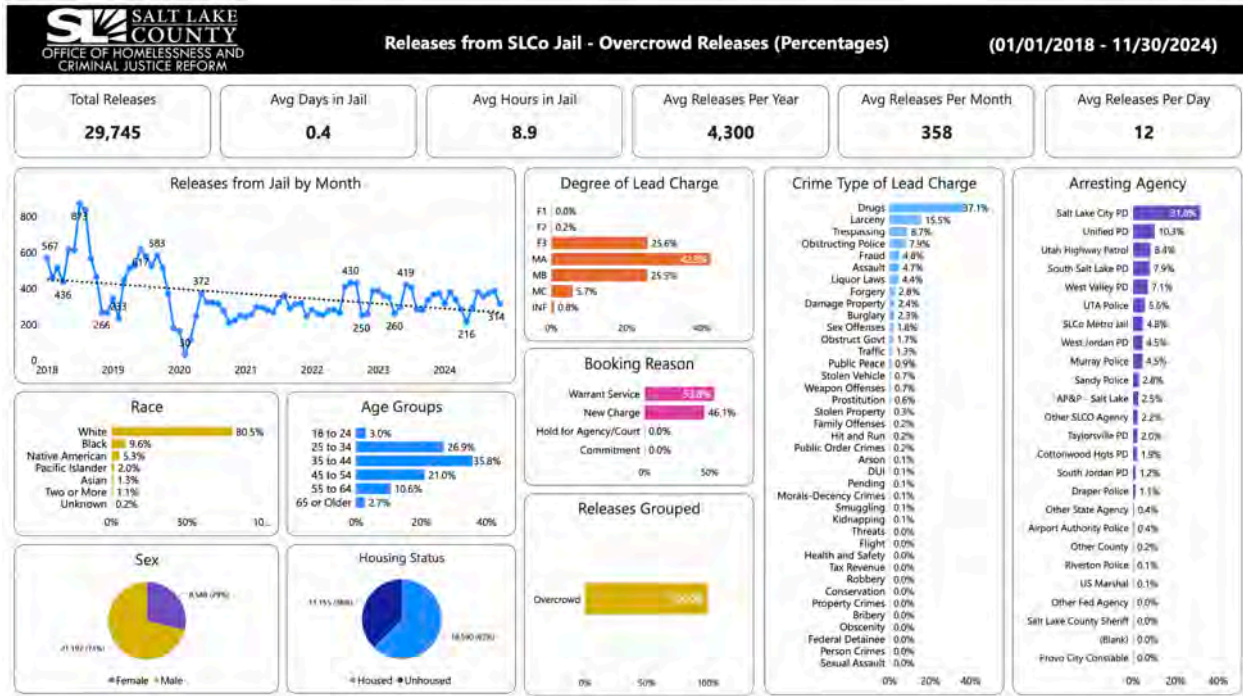 SALT LAKE
COUNTY
OFFICE OF HOMELESSNESS AND
CRIMINAL JUSTICE REFORM
Releases from SLCo Jail - Overcrowd Releases (Percentages)
(01/01/2018 - 11/30/2024)
Total Releases
29,745
Avg Days in Jail
0.4
Avg Hours in Jail
8.9
Avg Releases Per Year
4,300
Avg Releases Per Month
358
Avg Releases Per Day
12
Releases from Jail by Month
800
600
400
200
0
567
436
873
266
233
617
583
30
372
430
250
419
260
216
314
2018 2019 2020 2021 2022 2023 2024
Race
White 80.5%
Black 9.6%
Native American 5.3%
Pacific Islander 2.0%
Asian 1.3%
Two or More 1.1%
Unknown 0.2%
0% 50% 10...
Age Groups
18 to 24 3.0%
25 to 34 26.9%
35 to 44 35.8%
45 to 54 21.0%
55 to 64 10.6%
65 or Older 2.7%
0% 20% 40%
Sex
Female Male
Housing Status
Housed Unhoused
Degree of Lead Charge
F1 0.0%
F2 0.2%
F3 25.6%
MA
MB 25.5%
MC 5.7%
INF 0.8%
0% 20% 40%
Booking Reason
Warrant Service 53.8%
New Charge 46.1%
Hold for Agency/Court 0.0%
Commitment 0.0%
0% 50%
Releases Grouped
Overcrowd
0% 50% 100%
Crime Type of Lead Charge
Drugs 37.1%
Larceny 15.5%
Trespassing 8.7%
Obstructing Police 7.9%
Fraud 4.8%
Assault 4.7%
Liquor Laws 4.4%
Forgery 2.8%
Damage Property 2.4%
Burglary 2.3%
Sex Offenses 1.8%
Obstruct Govt 1.7%
Traffic 1.3%
Public Peace 0.9%
Stolen Vehicle 0.7%
Weapon Offenses 0.7%
Prostitution 0.6%
Stolen Property 0.3%
Family Offenses 0.2%
Hit and Run 0.2%
Public Order Crimes 0.2%
Arson 0.1%
DUI 0.1%
Pending 0.1%
Morais-Decency Crimes 0.1%
Smuggling 0.1%
Kidnapping 0.1%
Threats 0.0%
Flight 0.0%
Health and Safety 0.0%
Tax Revenue 0.0%
Robbery 0.0%
Conservation 0.0%
Property Crimes 0.0%
Bribery 0.0%
Obscenity 0.0%
Federal Detainee 0.0%
Person Crimes 0.0%
Sexual Assault 0.0%
0% 20% 40%
Arresting Agency
Salt Lake City PD 31.8%
Unified PD 10.3%
Utah Highway Patrol 8.4%
South Salt Lake PD 7.9%
West Valley PD 7.1%
UTA Police 5.6%
SLCo Metro Jail 4.8%
West Jordan PD 4.5%
Murray Police 4.5%
Sandy Police 2.8%
AP&P - Salt Lake 2.5%
Other SLCO Agency 2.2%
Taylorsville PD 2.0%
Cottonwood Hgts PD 1.9%
South Jordan PD 1.2%
Draper Police 1.1%
Other State Agency 0.4%
Airport Authority Police 0.4%
Other County 0.2%
Riverton Police 0.1%
US Marshal 0.1%
Other Fed Agency 0.0%
Salt Lake County Sheriff 0.0%
(Blank) 0.0%
Provo City Constable 0.0%
0% 20% 40%